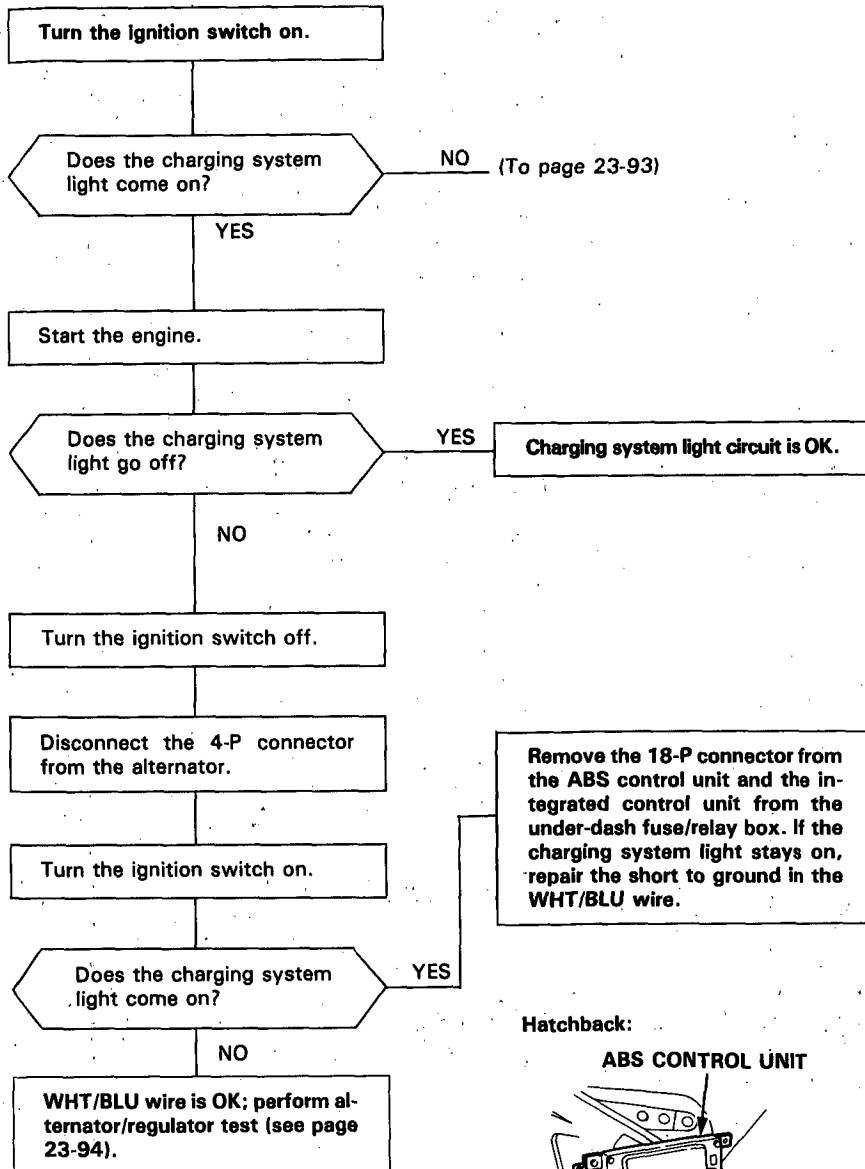 Turn the ignition switch on.
Does the charging system
light come on?
NO
(To page 23-93)
YES
Start the engine.
Does the charging system
light go off?
YES
Charging system light circuit is OK.
NO
Turn the ignition switch off.
Disconnect the 4-P connector
from the alternator.
Turn the ignition switch on.
Does the charging system
light come on?
YES
Remove the 18-P connector from
the ABS control unit and the in-
tegrated control unit from the
under-dash fuse/relay box. If the
charging system light stays on,
repair the short to ground in the
WHT/BLU wire.
NO
WHT/BLU wire is OK; perform al-
ternator/regulator test (see page
23-94).
Hatchback:
ABS CONTROL UNIT